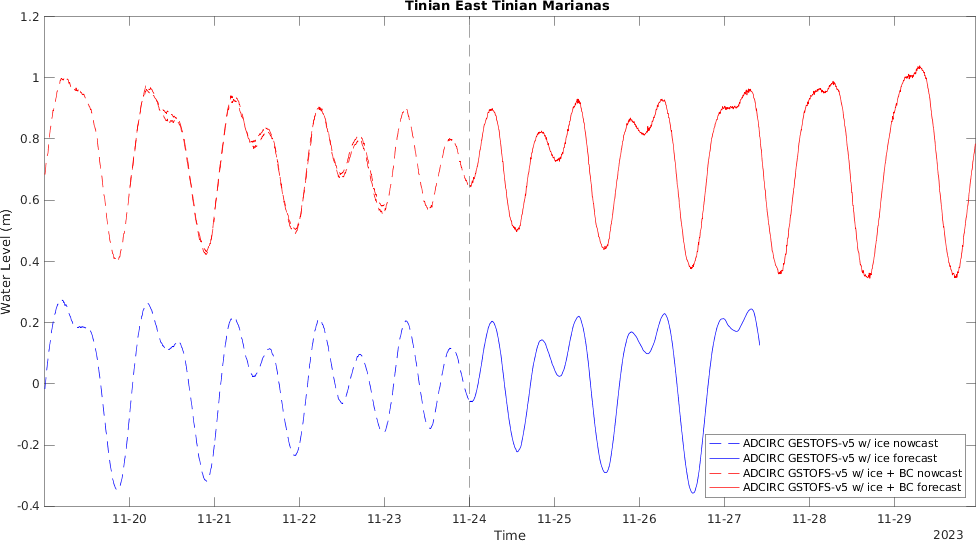 Tinian East Tinian Marianas
1.2
1
0.8
0.6
0.4
0.2
0
-0.2
-0.4
Water Level (m)
11-20 11-21 11-22 11-23 11-24 11-25 11-26 11-27 11-28 11-29
Time
2023
ADCIRC GESTOFS-v5 w/ ice nowcast
ADCIRC GESTOFS-v5 w/ ice forecast
ADCIRC GSTOFS-v5 w/ ice + BC nowcast
ADCIRC GSTOFS-v5 w/ ice + BC forecast